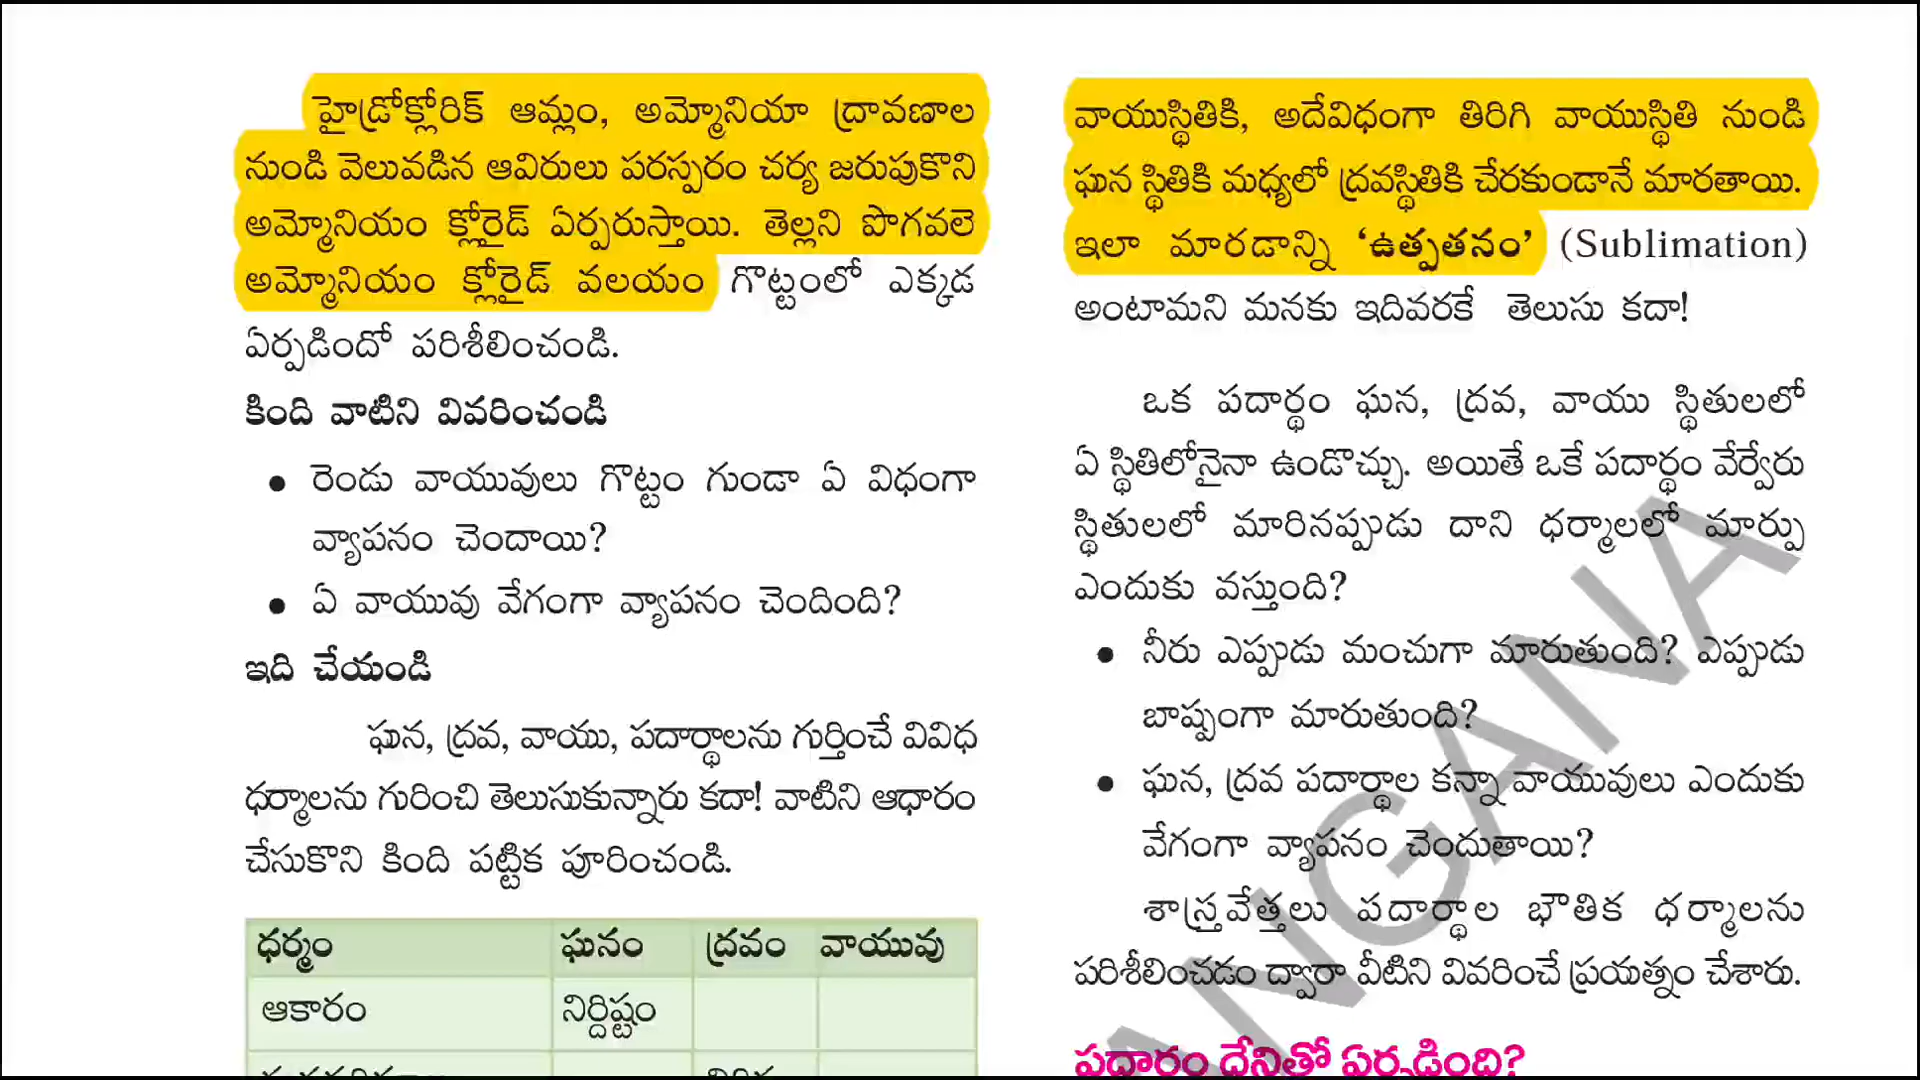 హైడ్రోక్లోరిక్ ఆమ్లం, అమ్మోనియా ద్రావణాల
నుండి వెలువడిన ఆవిరులు పరస్పరం చర్య జరుపుకొని
అమ్మోనియం క్లోరైడ్ ఏర్పరుస్తాయి. తెల్లని పొగవలె
అమ్మోనియం క్లోరైడ్ వలయం గొట్టంలో ఎక్కడ
ఏర్పడిందో పరిశీలించండి.
కింది వాటిని వివరించండి
• రెండు వాయువులు గొట్టం గుండా ఏ విధంగా
వ్యాపనం చెందాయి?
• ఏ వాయువు వేగంగా వ్యాపనం చెందింది?
ఇది చేయండి
ఘన, ద్రవ, వాయు, పదార్థాలను గుర్తించే వివిధ
ధర్మాలను గురించి తెలుసుకున్నారు కదా! వాటిని ఆధారం
చేసుకొని కింది పట్టిక పూరించండి.
ధర్మం ఘనం ద్రవం వాయువు
ఆకారం నిర్దిష్టం
వాయుస్థితికి, అదేవిధంగా తిరిగి వాయుస్థితి నుండి
ఘన స్థితికి మధ్యలో ద్రవస్థితికి చేరకుండానే మారతాయి.
ఇలా మారడాన్ని ‘ఉత్పతనం’ (Sublimation)
అంటామని మనకు ఇదివరకే తెలుసు కదా!
ఒక పదార్థం ఘన, ద్రవ, వాయు స్థితులలో
ఏ స్థితిలోనైనా ఉండొచ్చు. అయితే ఒకే పదార్థం వేర్వేరు
స్థితులలో మారినప్పుడు దాని ధర్మాలలో మార్పు
ఎందుకు వస్తుంది?
• నీరు ఎప్పుడు మంచుగా మారుతుంది? ఎప్పుడు
బాష్పంగా మారుతుంది?
• ఘన, ద్రవ పదార్థాల కన్నా వాయువులు ఎందుకు
వేగంగా వ్యాపనం చెందుతాయి?
శాస్త్రవేత్తలు పదార్థాల భౌతిక ధర్మాలను
పరిశీలించడం ద్వారా వీటిని వివరించే ప్రయత్నం చేశారు.
పదార్థం దేనితో ఏర్పడింది?
ANGANA